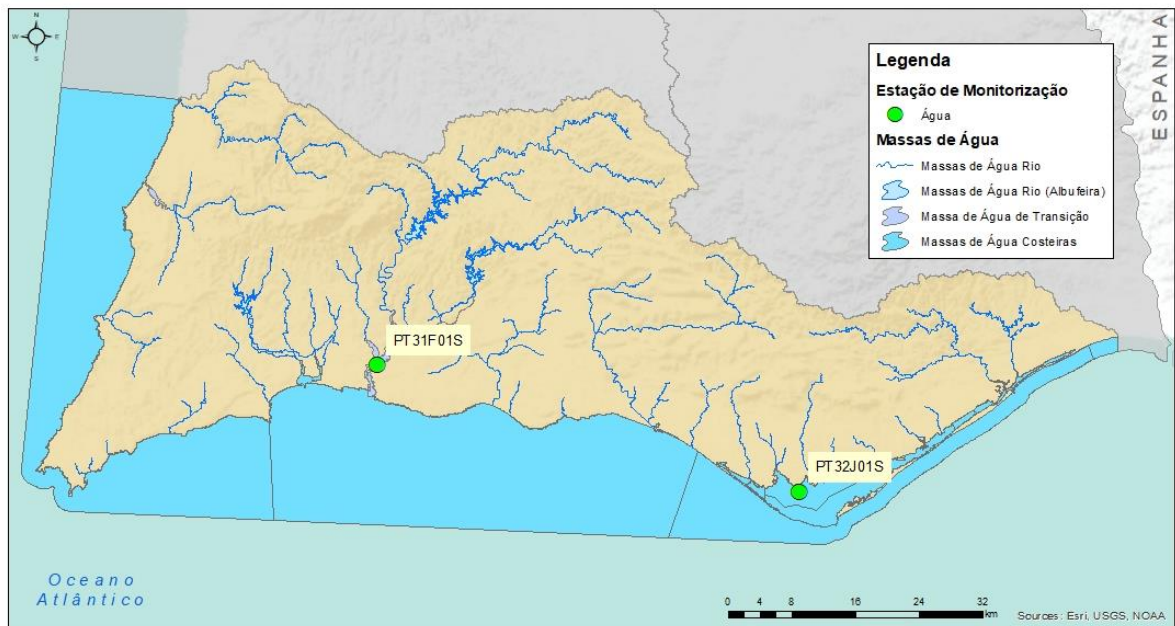 N
W E
S
ESPANHA
Legenda
Estação de Monitorização
Água
Massas de Água
Massas de Água Rio
Massas de Água Rio (Albufeira)
Massa de Água de Transição
Massas de Água Costeiras
PT31F01S
PT32J01S
Oceano
Atlântico
0 4 8 16 24 32
km
Sources: Esri, USGS, NOAA